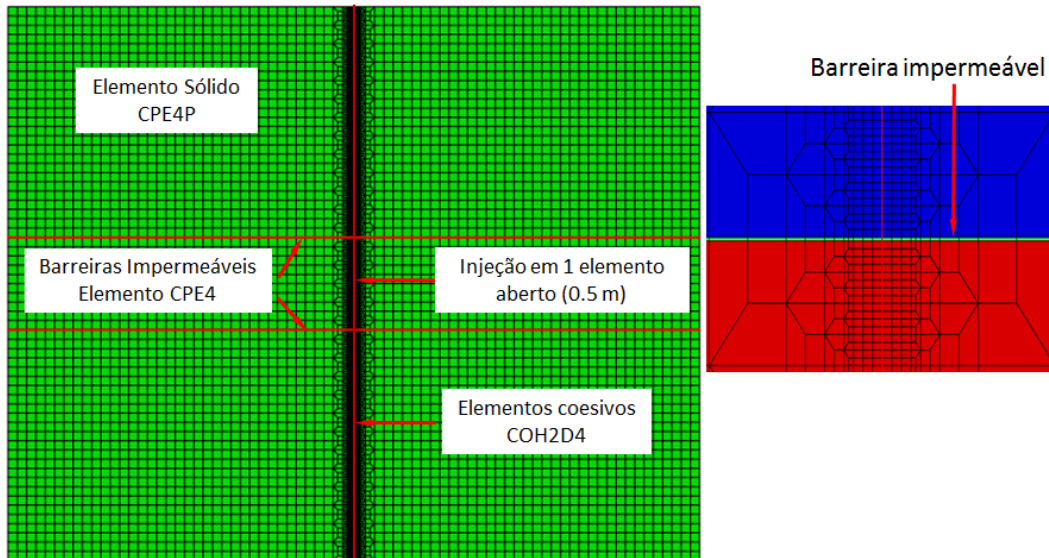 Elemento Sólido
CPE4P
Barreiras Impermeáveis
Elemento CPE4
Injeção em 1 elemento
aberto (0.5 m)
Elementos coesivos
COH2D4
Barreira impermeável